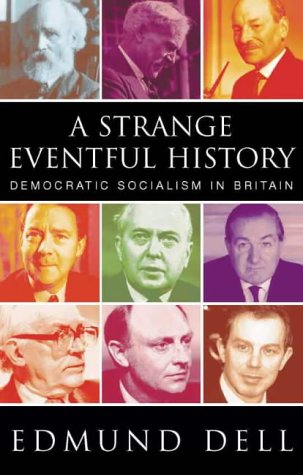 A STRANGE
EVENTFUL HISTORY
DEMOCRATIC SOCIALISM IN BRITAIN
EDMUND DELL